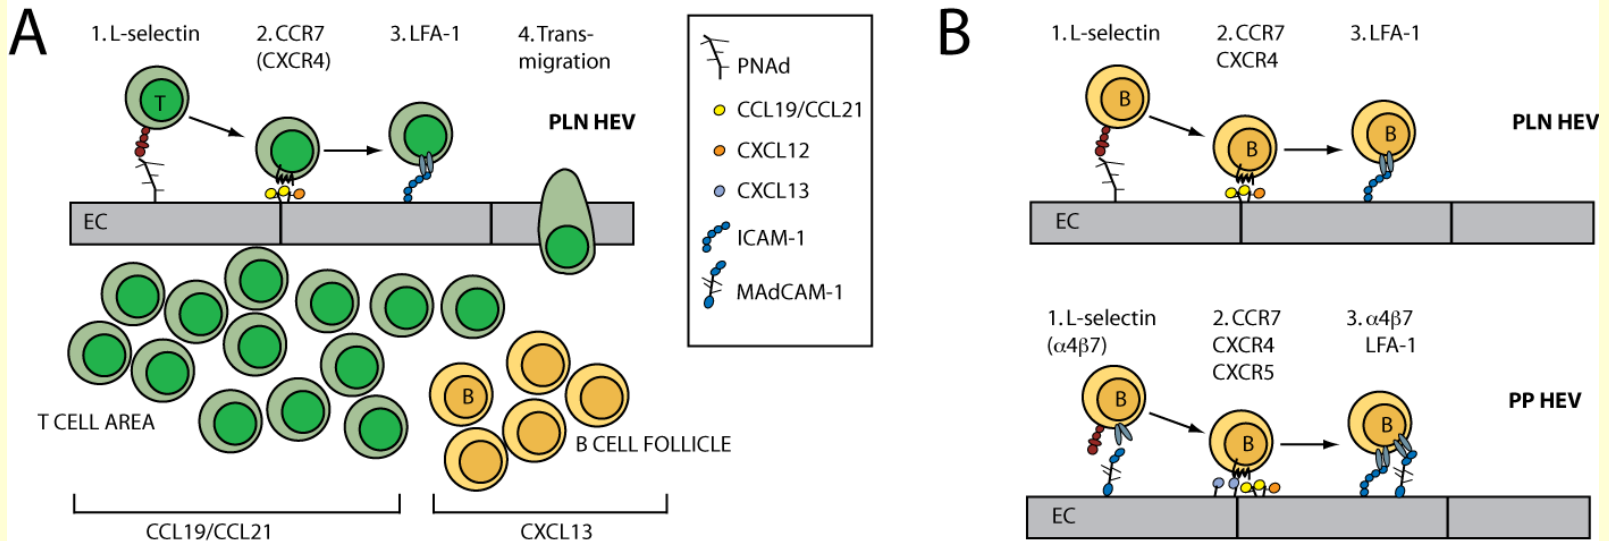 A
1. L-selectin
2. CCR7
(CXCR4)
3. LFA-1
4. Trans-
migration
T
PLN HEV
EC
B
T CELL AREA
B CELL FOLLICLE
CCL19/CCL21
CXCL13
PNAd
CCL19/CCL21
CXCL12
CXCL13
ICAM-1
MAdCAM-1
B
1. L-selectin
2. CCR7
CXCR4
3. LFA-1
B
B
B
PLN HEV
EC
1. L-selectin
(α4β7)
2. CCR7
CXCR4
CXCR5
3. α4β7
LFA-1
B
B
B
PP HEV
EC